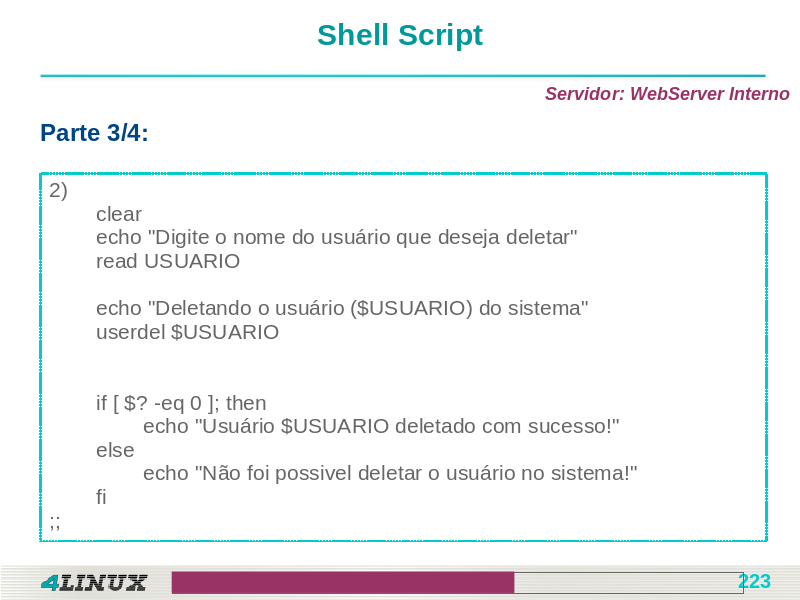 Shell Script
Servidor: WebServer Interno
Parte 3/4:
2)
clear
echo "Digite o nome do usuário que deseja deletar"
read USUARIO
echo "Deletando o usuário ($USUARIO) do sistema"
userdel $USUARIO
if [ $? -eq 0 ]; then
echo "Usuário $USUARIO deletado com sucesso!"
else
echo "Não foi possivel deletar o usuário no sistema!"
fi
;;
4LINUX
223